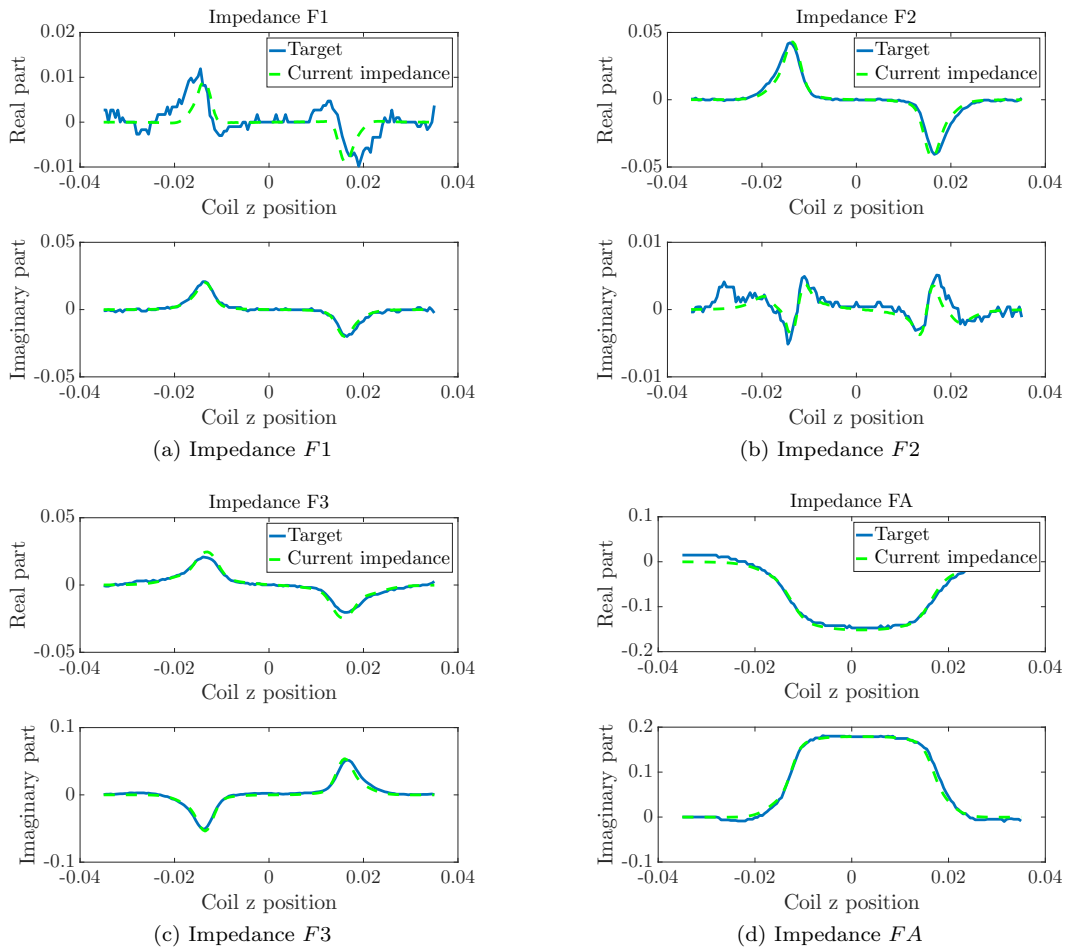 Impedance F1
0.02
0.01
0
-0.01
Real part
Target
Current impedance
-0.04 -0.02 0 0.02 0.04
Coil z position
0.05
0
-0.05
Imaginary part
-0.04 -0.02 0 0.02 0.04
Coil z position
(a) Impedance F1
Impedance F2
0.05
0
-0.05
Real part
Target
Current impedance
-0.04 -0.02 0 0.02 0.04
Coil z position
0.01
0
-0.01
Imaginary part
-0.04 -0.02 0 0.02 0.04
Coil z position
(b) Impedance F2
Impedance F3
0.05
0
-0.05
Real part
Target
Current impedance
-0.04 -0.02 0 0.02 0.04
Coil z position
0.1
0
-0.1
Imaginary part
-0.04 -0.02 0 0.02 0.04
Coil z position
(c) Impedance F3
Impedance FA
0.1
0
-0.1
-0.2
Real part
Target
Current impedance
-0.04 -0.02 0 0.02 0.04
Coil z position
0.2
0.1
0
-0.1
Imaginary part
-0.04 -0.02 0 0.02 0.04
Coil z position
(d) Impedance FA